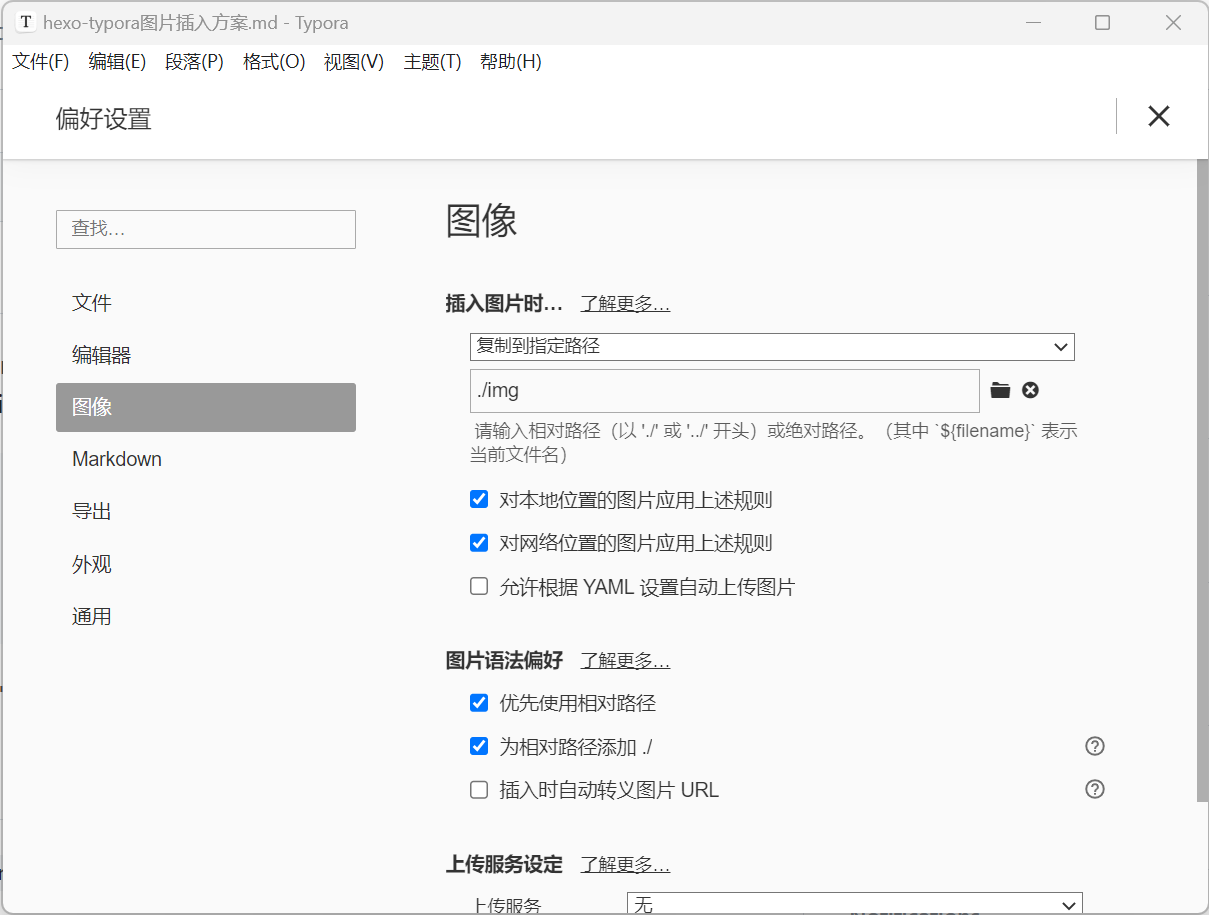 T hexo-typora图片插入方案.md - Typora
文件(F) 编辑(E) 段落(P) 格式(O) 视图(V) 主题(T) 帮助(H)
偏好设置
查找…
文件
编辑器
图像
Markdown
导出
外观
通用
图像
插入图片时… 了解更多…
复制到指定路径
./img
请输入相对路径（以 './' 或 '../' 开头）或绝对路径。（其中 `${filename}` 表示
当前文件名）
对本地位置的图片应用上述规则
对网络位置的图片应用上述规则
允许根据 YAML 设置自动上传图片
图片语法偏好 了解更多…
优先使用相对路径
为相对路径添加 ./
插入时自动转义图片 URL
上传服务设定 了解更多…
上传服务 无